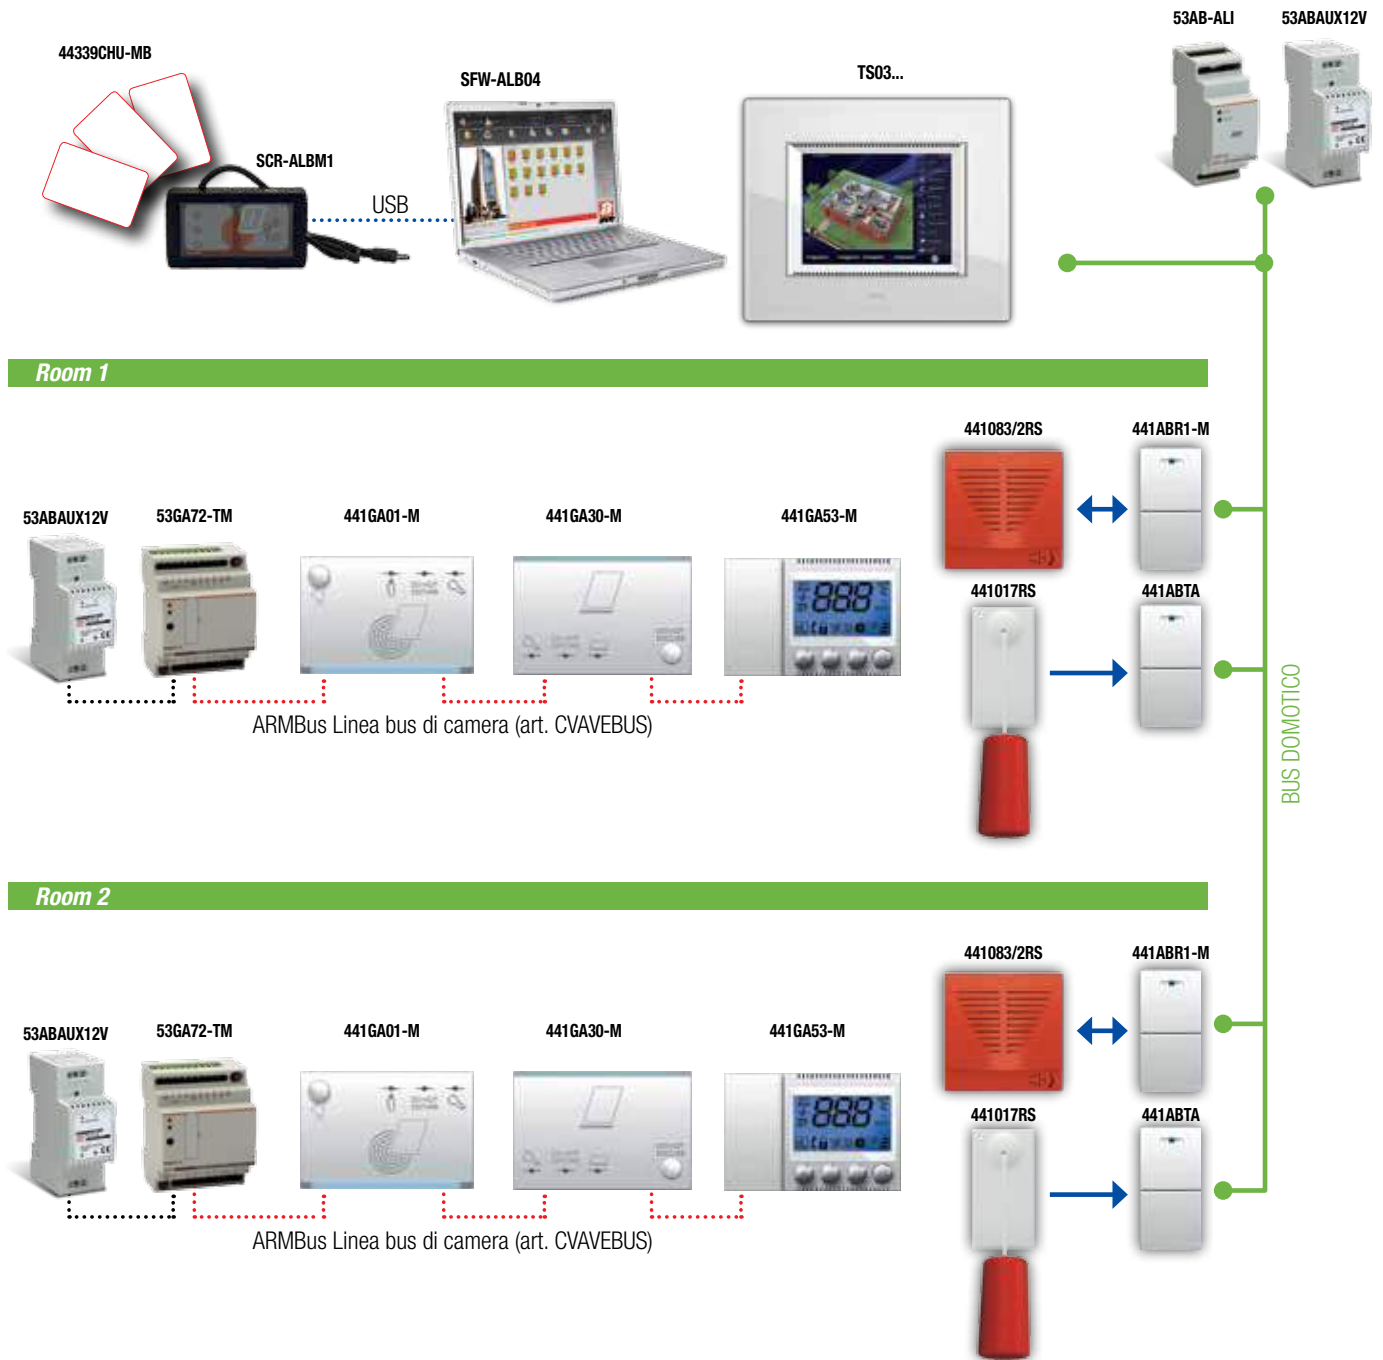 53AB-ALI
53ABAUX12V
44339CHU-MB
SFW-ALB04
TS03...
SCR-ALBM1
USB
Room 1
441083/2RS
441ABR1-M
53ABAUX12V
53GA72-TM
441GA01-M
441GA30-M
441GA53-M
888
441017RS
441ABTA
ARMBus Linea bus di camera (art. CVAVEBUS)
BUS DOMOTICO
Room 2
441083/2RS
441ABR1-M
53ABAUX12V
53GA72-TM
441GA01-M
441GA30-M
441GA53-M
888
441017RS
441ABTA
ARMBus Linea bus di camera (art. CVAVEBUS)